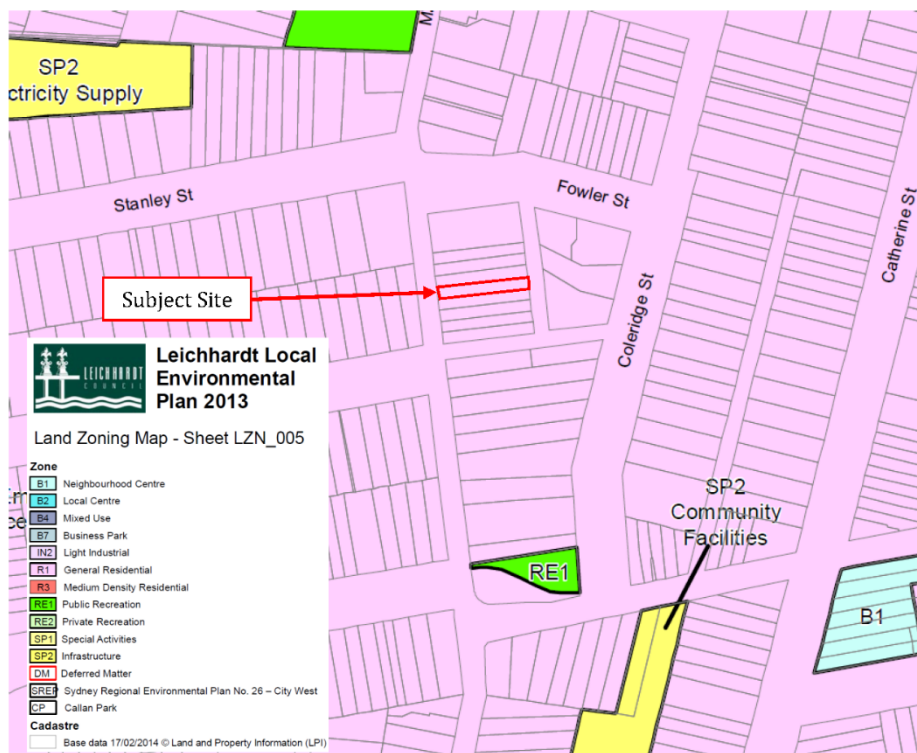 M
SP2
ctricity Supply
Stanley St
Fowler St
Catherine St
Subject Site
Coleridge St
LEICHHARDT
COUNCIL
Leichhardt Local
Environmental
Plan 2013
Land Zoning Map - Sheet LZN_005
Zone
B1 Neighbourhood Centre
B2 Local Centre
B4 Mixed Use
B7 Business Park
IN2 Light Industrial
R1 General Residential
R3 Medium Density Residential
RE1 Public Recreation
RE2 Private Recreation
SP1 Special Activities
SP2 Infrastructure
DM Deferred Matter
SREP Sydney Regional Environmental Plan No. 26 – City West
CP Callan Park
Cadastre
Base data 17/02/2014 © Land and Property Information (LPI)
SP2
Community
Facilities
RE1
B1